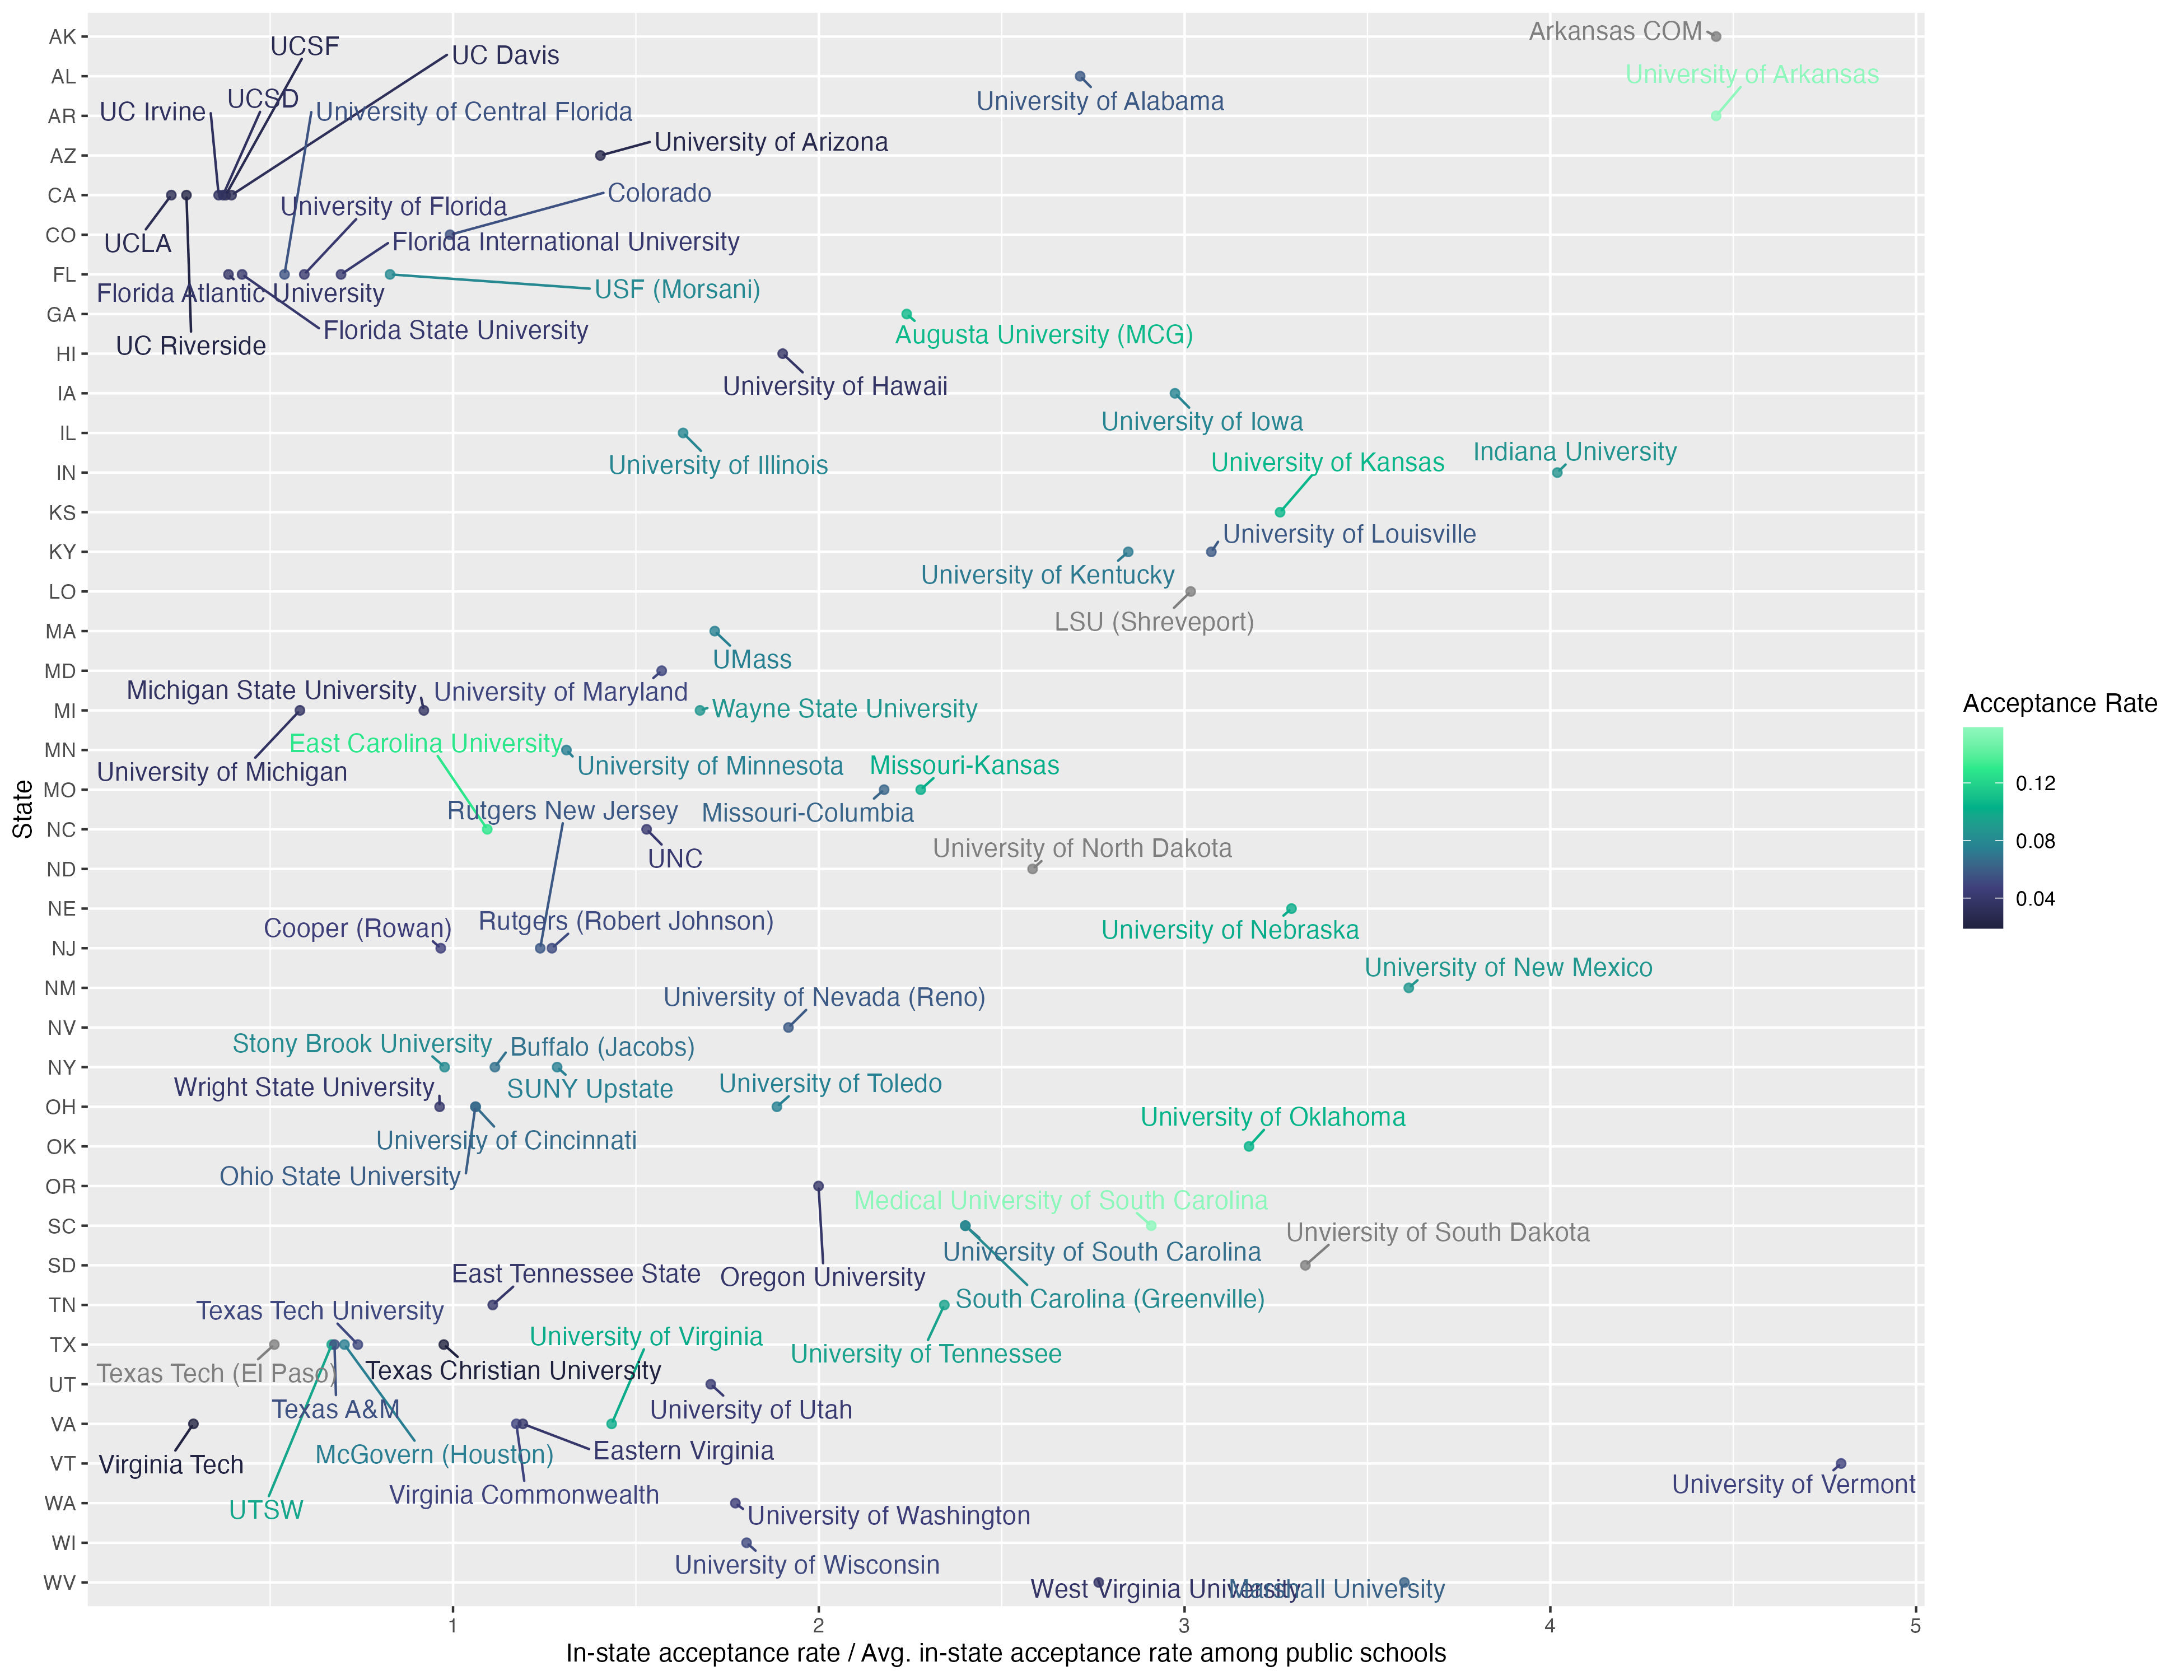 AK
Arkansas COM
UCSF
UC Davis
AL
University of Arkansas
University of Alabama
UCSD
AR
UC Irvine
University of Central Florida
University of Arizona
AZ
CA
Colorado
University of Florida
CO
UCLA
Florida International University
FL
Florida Atlantic University
USF (Morsani)
GA
Florida State University
Augusta University (MCG)
UC Riverside
HI
University of Hawaii
IA
University of Iowa
IL
Indiana University
University of Illinois
University of Kansas
IN
KS
University of Louisville
KY
University of Kentucky
LO
LSU (Shreveport)
MA
UMass
MD
Michigan State University
University of Maryland
MI
Wayne State University
East Carolina University
MN
University of Minnesota
Missouri-Kansas
University of Michigan
MO
Rutgers New Jersey
Missouri-Columbia
NC
UNC
University of North Dakota
ND
NE
Cooper (Rowan)
Rutgers (Robert Johnson)
University of Nebraska
NJ
University of New Mexico
NM
University of Nevada (Reno)
NV
Stony Brook University
Buffalo (Jacobs)
NY
Wright State University
SUNY Upstate
University of Toledo
OH
University of Oklahoma
University of Cincinnati
OK
Ohio State University
OR
Medical University of South Carolina
SC
Unviersity of South Dakota
University of South Carolina
SD
East Tennessee State
Oregon University
TN
South Carolina (Greenville)
Texas Tech University
University of Virginia
TX
University of Tennessee
Texas Tech (El Paso)
Texas Christian University
UT
Texas A&M
University of Utah
VA
Eastern Virginia
McGovern (Houston)
Virginia Tech
VT
University of Vermont
Virginia Commonwealth
WA
UTSW
University of Washington
WI
University of Wisconsin
WV
West Virginia University
Marshall University
1
2
3
4
5
In-state acceptance rate / Avg. in-state acceptance rate among public schools
State
Acceptance Rate
0.12
0.08
0.04